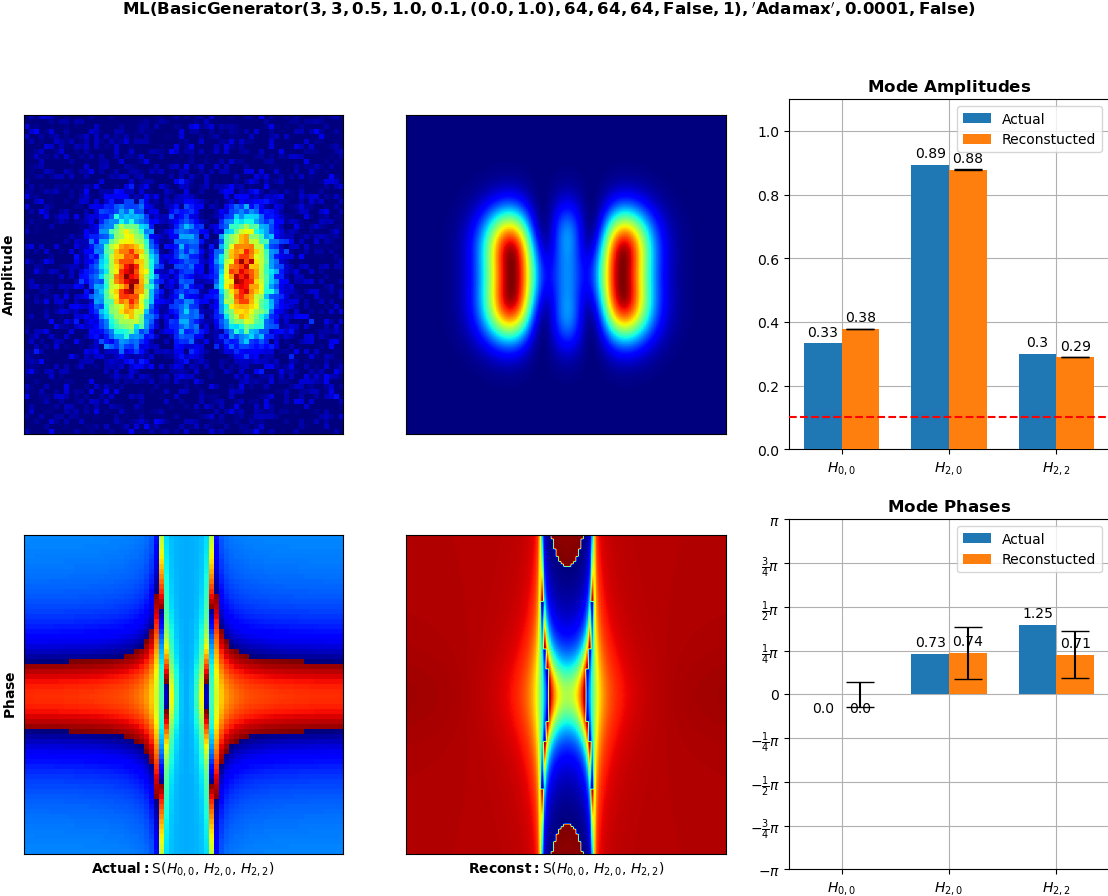 ML(BasicGenerator(3, 3, 0.5, 1.0, 0.1, (0.0, 1.0), 64, 64, 64, False, 1), ′Adamax′, 0.0001, False)
Amplitude
Mode Amplitudes
Actual
Reconstucted
1.0
0.8
0.6
0.4
0.2
0.0
0.33
0.38
0.89
0.88
0.3
0.29
H0,0
H2,0
H2,2
Phase
Actual: S(H0,0, H2,0, H2,2)
Reconst: S(H0,0, H2,0, H2,2)
Mode Phases
Actual
Reconstucted
π
3/4π
1/2π
1/4π
0
−1/4π
−1/2π
−3/4π
−π
0.0
0.0
0.73
0.74
1.25
0.71
H0,0
H2,0
H2,2